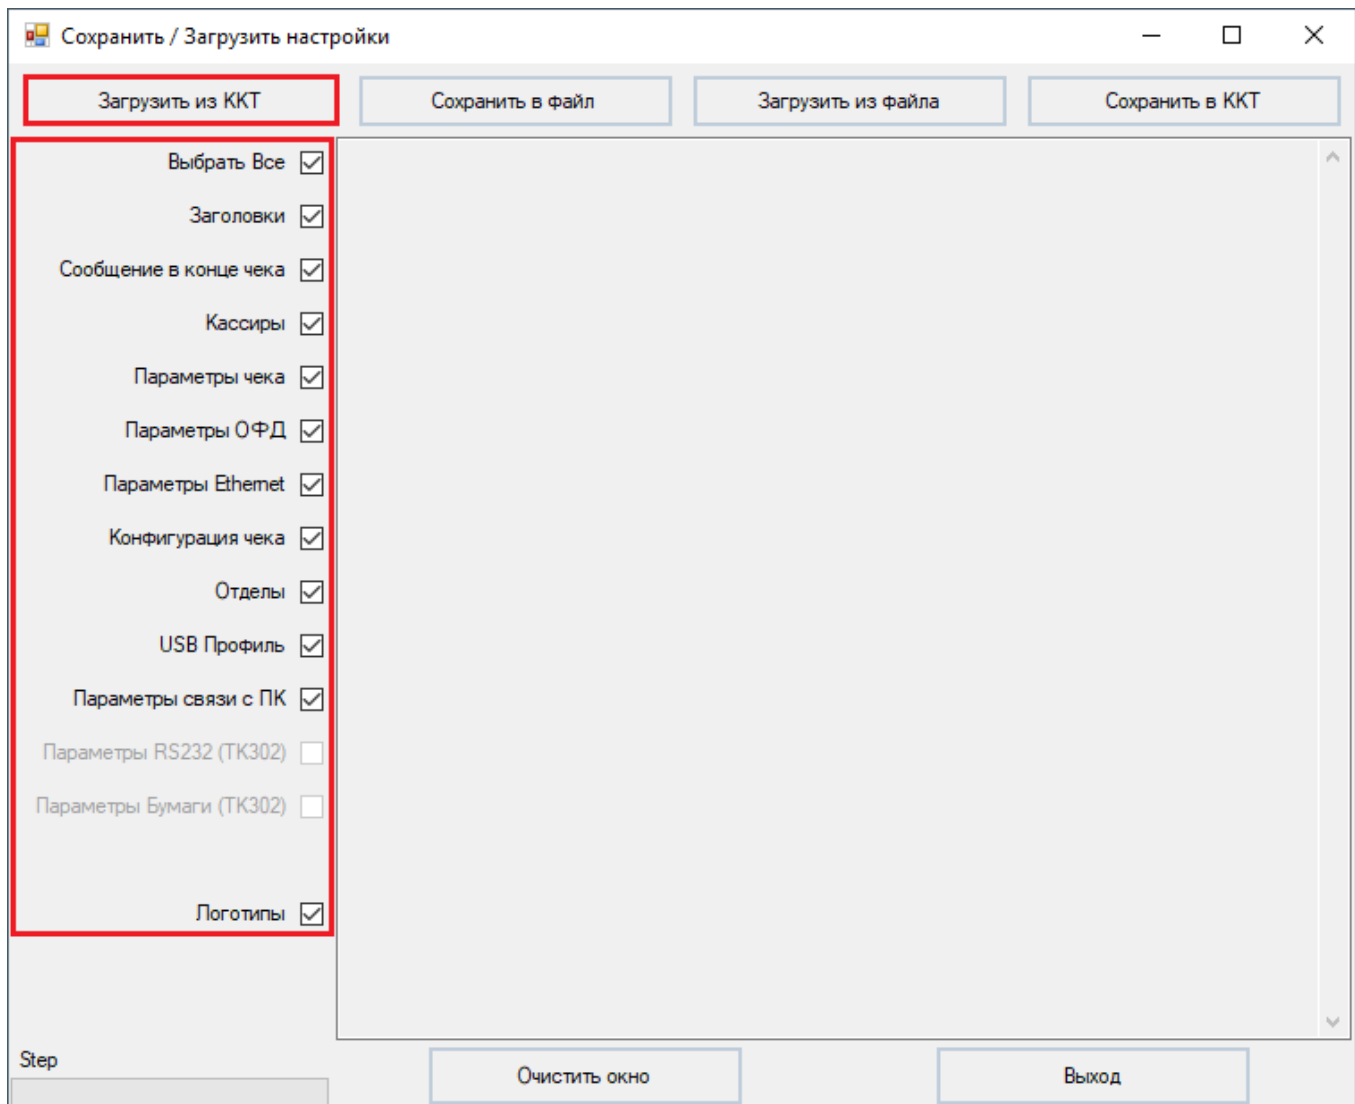 Сохранить / Загрузить настройки
Загрузить из ККТ
Сохранить в файл
Загрузить из файла
Сохранить в ККТ
Выбрать Все
Заголовки
Сообщение в конце чека
Кассиры
Параметры чека
Параметры ОФД
Параметры Ethernet
Конфигурация чека
Отделы
USB Профиль
Параметры связи с ПК
Параметры RS232 (ТК302)
Параметры Бумаги (ТК302)
Логотипы
Step
Очистить окно
Выход